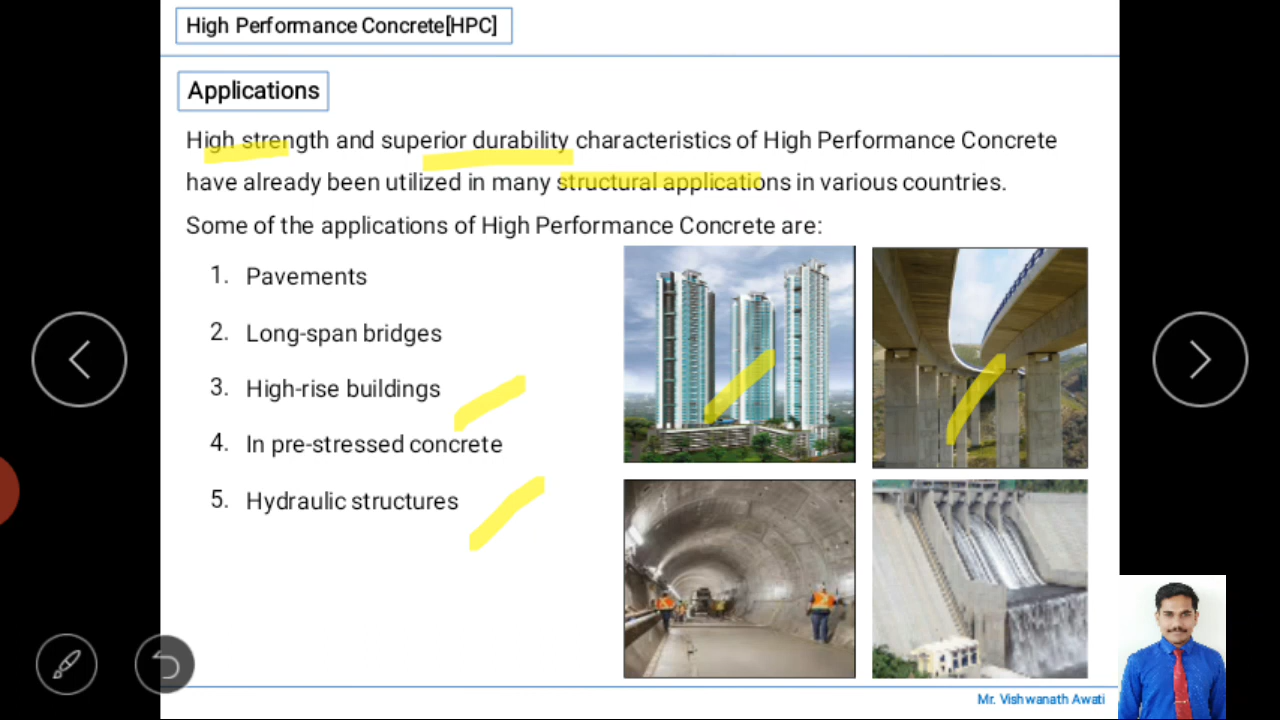 High Performance Concrete[HPC]
Applications
High strength and superior durability characteristics of High Performance Concrete
have already been utilized in many structural applications in various countries.
Some of the applications of High Performance Concrete are:
1. Pavements
2. Long-span bridges
3. High-rise buildings
4. In pre-stressed concrete
5. Hydraulic structures
Mr. Vishwanath Awati